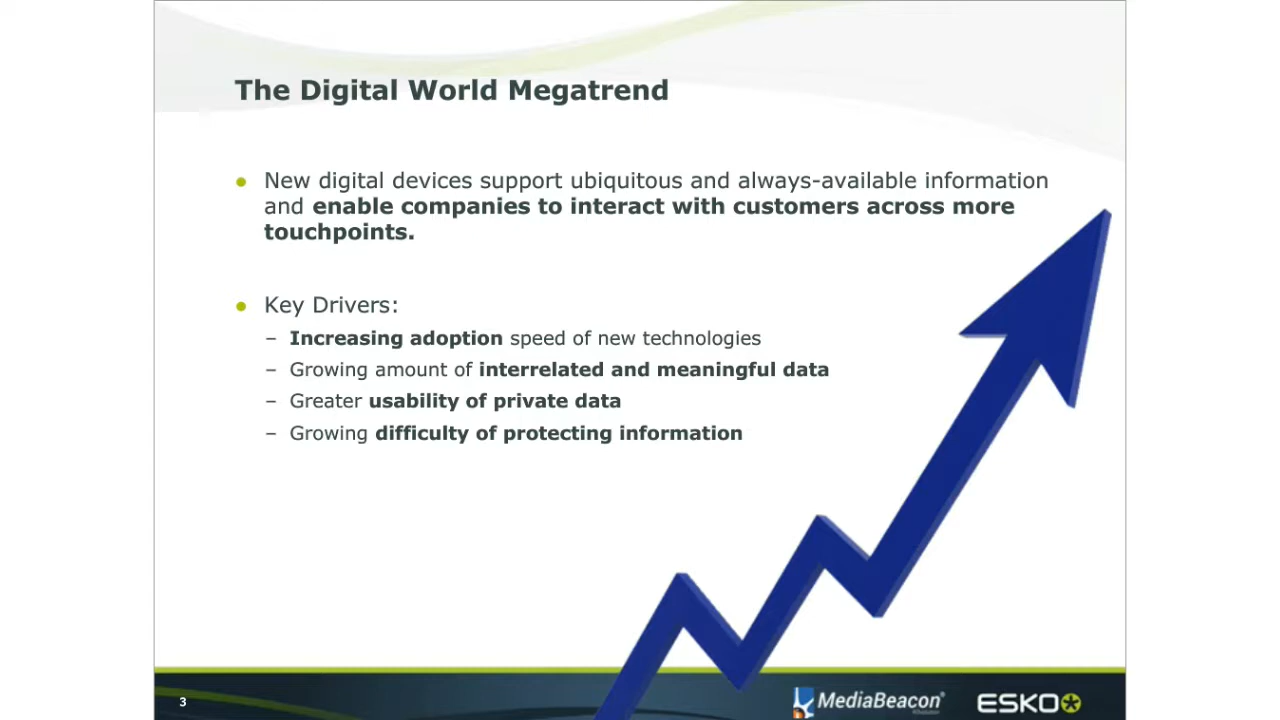 The Digital World Megatrend
● New digital devices support ubiquitous and always-available information
and enable companies to interact with customers across more
touchpoints.
● Key Drivers:
– Increasing adoption speed of new technologies
– Growing amount of interrelated and meaningful data
– Greater usability of private data
– Growing difficulty of protecting information
3
MediaBeacon®
ESKO